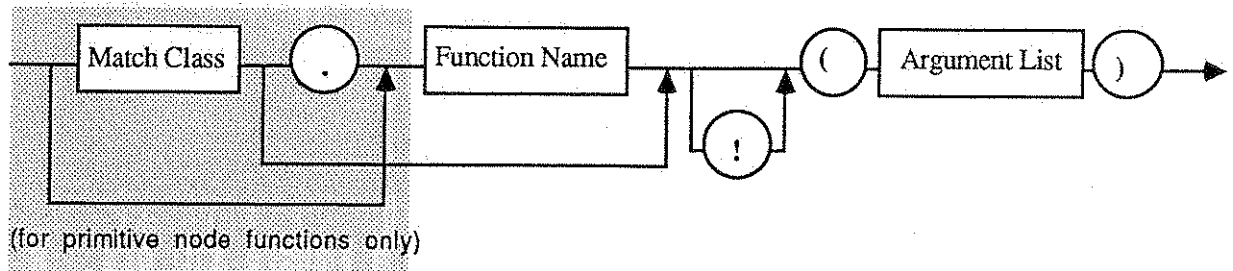 Match Class . Function Name ( Argument List )
!
(for primitive node functions only)